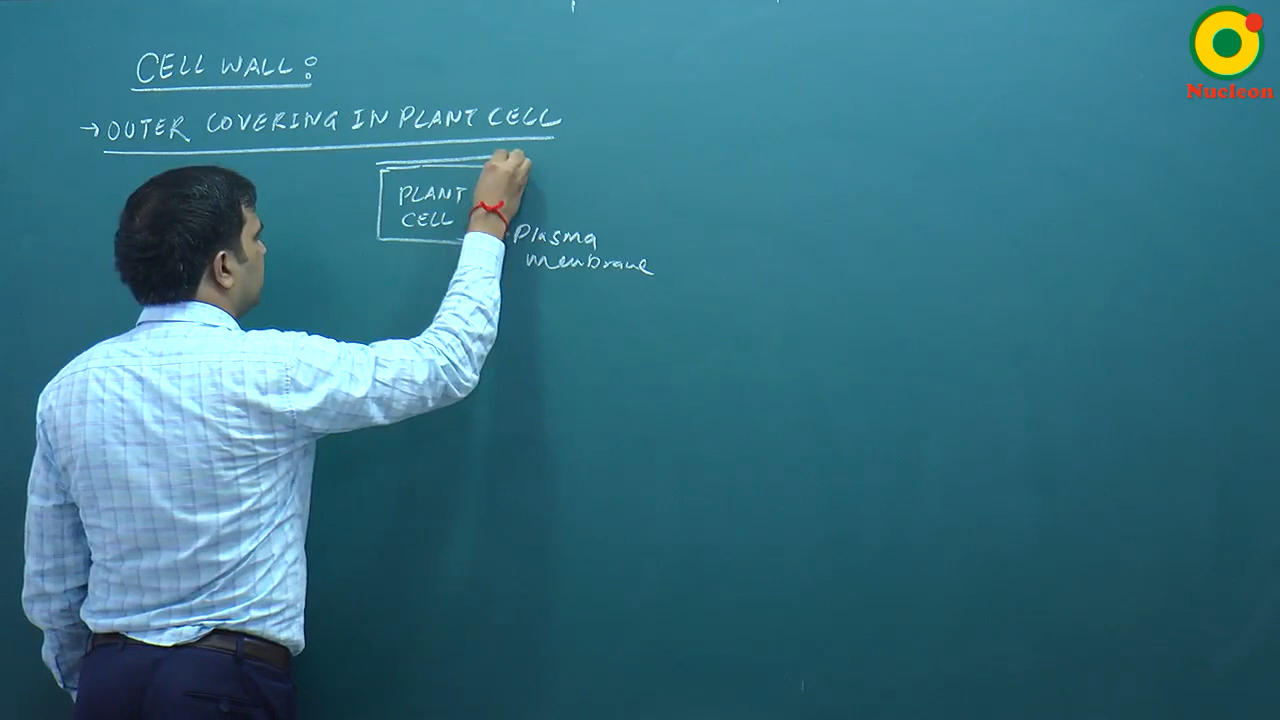 CELL WALL:
→ OUTER COVERING IN PLANT CELL
PLANT
CELL
Plasma
membrane
Nucleon